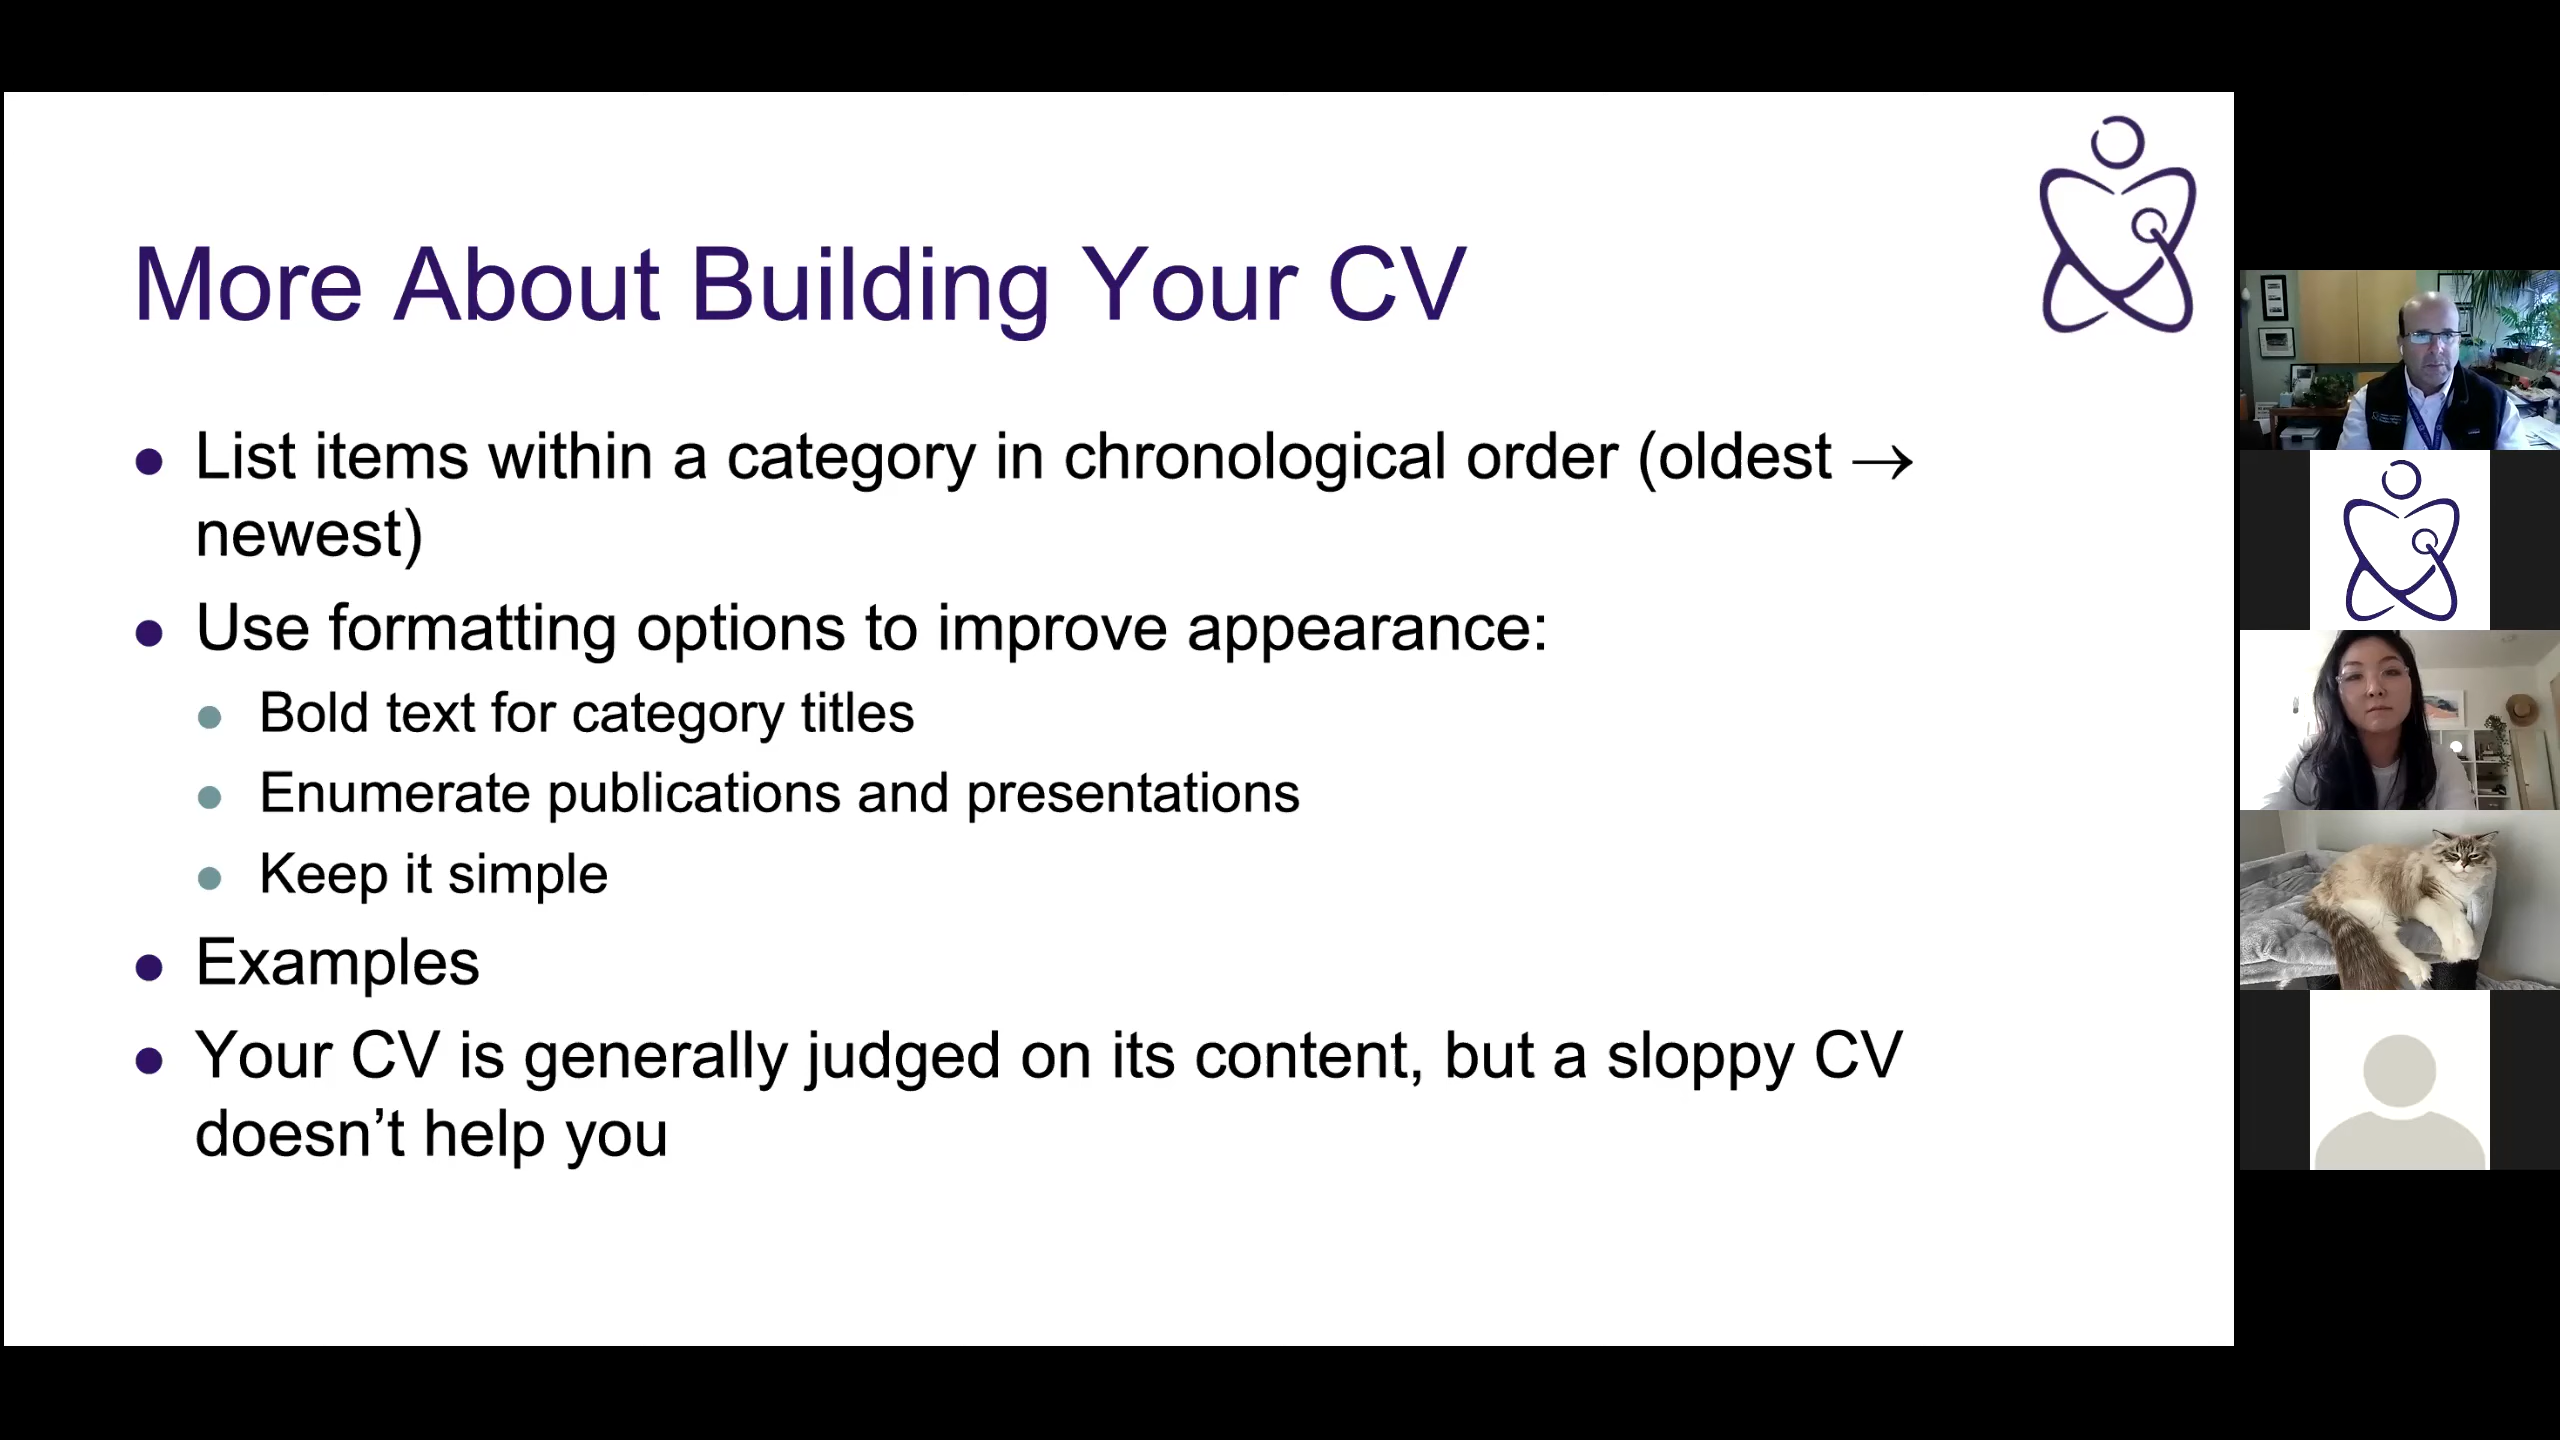 More About Building Your CV
● List items within a category in chronological order (oldest →
newest)
● Use formatting options to improve appearance:
● Bold text for category titles
● Enumerate publications and presentations
● Keep it simple
● Examples
● Your CV is generally judged on its content, but a sloppy CV
doesn’t help you